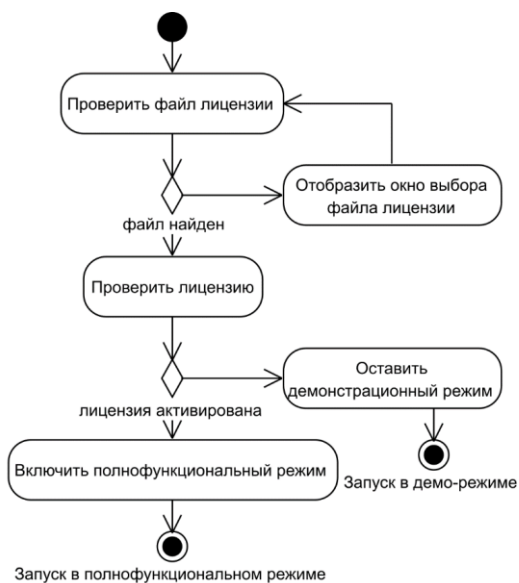 Проверить файл лицензии
Отобразить окно выбора
файла лицензии
файл найден
Проверить лицензию
Оставить
демонстрационный режим
лицензия активирована
Включить полнофункциональный режим
Запуск в демо-режиме
Запуск в полнофункциональном режиме